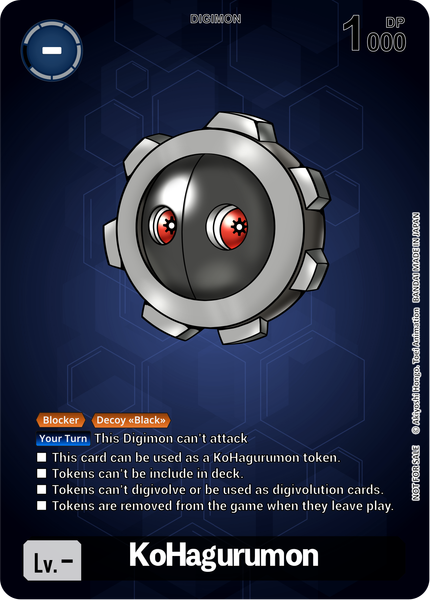 DIGIMON
DP
1000
-
Blocker Decoy «Black»
Your Turn This Digimon can't attack
■ This card can be used as a KoHagurumon token.
■ Tokens can't be include in deck.
■ Tokens can't digivolve or be used as digivolution cards.
■ Tokens are removed from the game when they leave play.
Lv.-
KoHagurumon
NOT FOR SALE © Akiyoshi Hongo, Toei Animation BANDAI MADE IN JAPAN